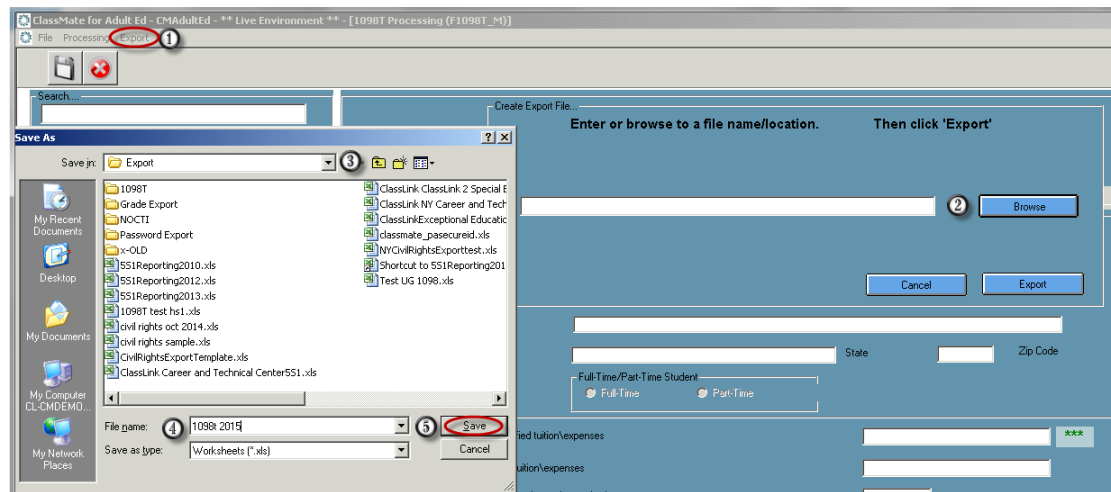 ClassMate for Adult Ed - CMAdultEd - ** Live Environment ** - [1098T Processing (F1098T_M)]
File Processing Export 1
Search....
Create Export File...
Enter or browse to a file name/location. Then click 'Export'
2 Browse
Cancel Export
State Zip Code
Full-Time/Part-Time Student
Full-Time Part-Time
fied tuition\expenses ***
uition\expenses
Save As
Save in: Export 3
My Recent Documents
Desktop
My Documents
My Computer
CL-CMDEMO...
My Network Places
1098T
Grade Export
NOCTI
Password Export
x-OLD
5S1Reporting2010.xls
5S1Reporting2012.xls
5S1Reporting2013.xls
1098T test hs1.xls
civil rights oct 2014.xls
civil rights sample.xls
CivilRightsExportTemplate.xls
ClassLink Career and Technical Center5S1.xls
ClassLink ClassLink 2 Special E
ClassLink NY Career and Tech
ClassLinkExceptional Educatic
classmate_pasecureid.xls
NYCivilRightsExporttest.xls
Shortcut to 5S1Reporting201
Test UG 1098.xls
File name: 4 1098t 2015 5 Save
Save as type: Worksheets (*.xls) Cancel